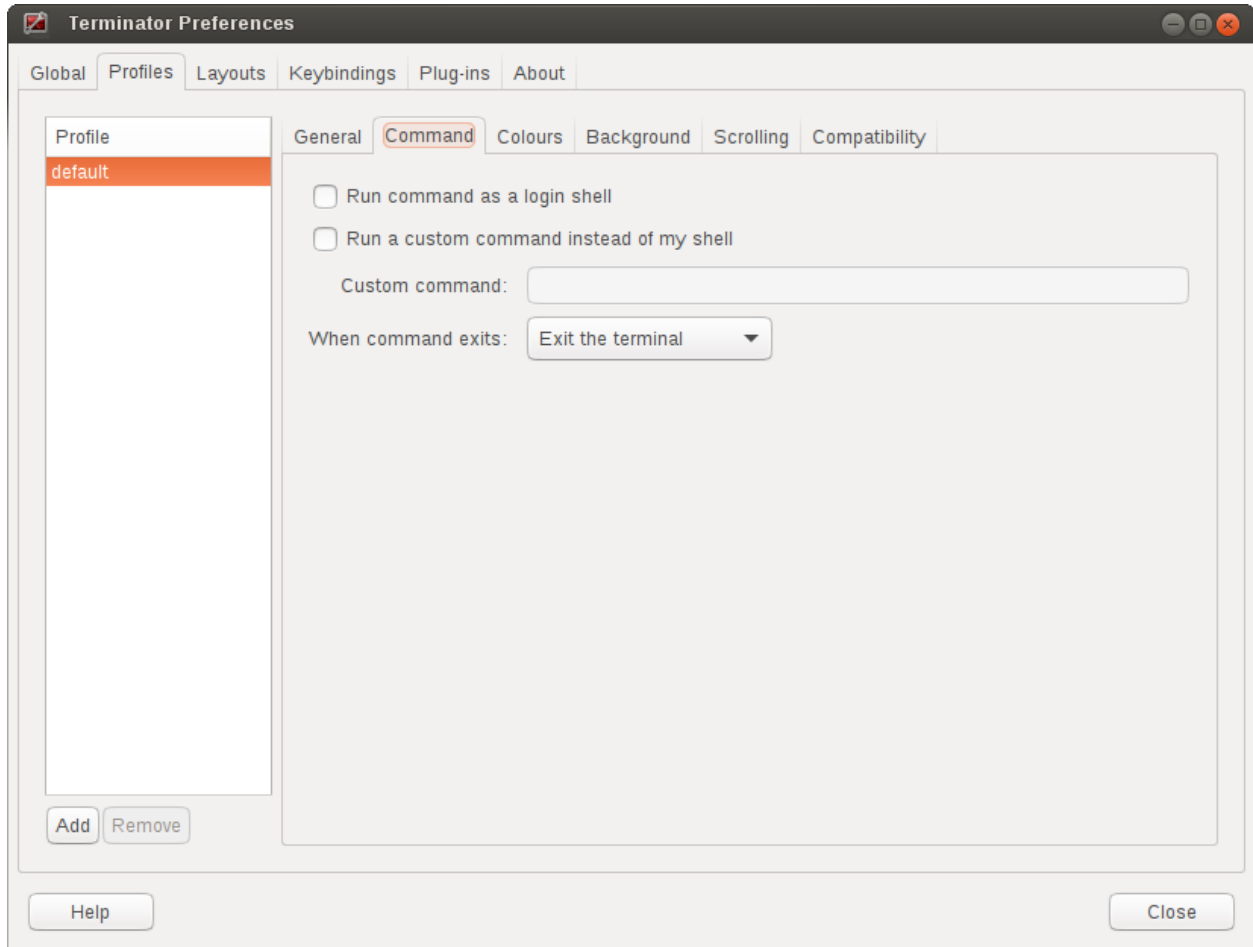 Terminator Preferences
Global Profiles Layouts Keybindings Plug-ins About
Profile
default
General Command Colours Background Scrolling Compatibility
Run command as a login shell
Run a custom command instead of my shell
Custom command:
When command exits: Exit the terminal
Add Remove
Help Close